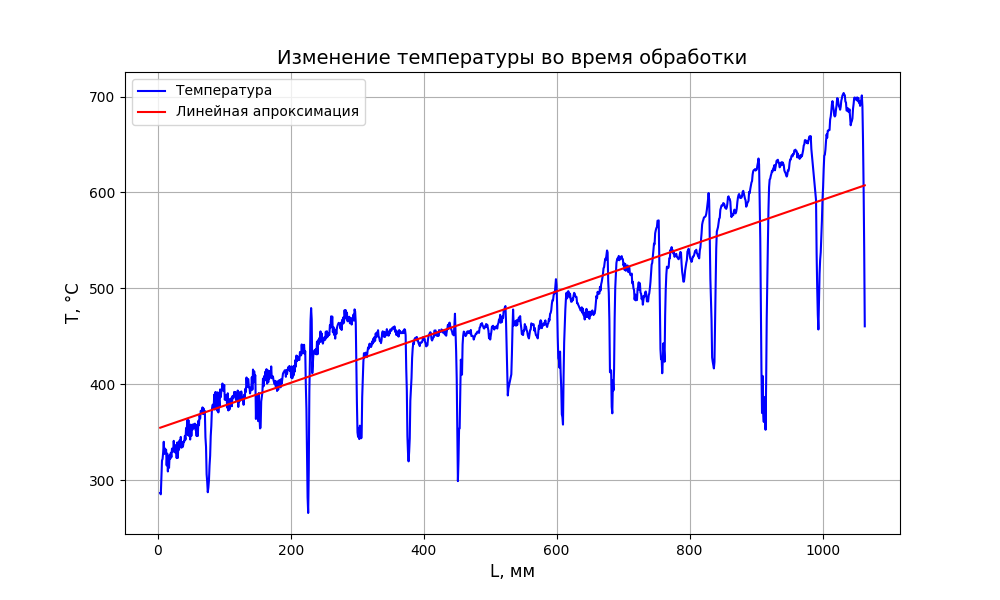 Изменение температуры во время обработки
Температура
Линейная апроксимация
700
600
500
400
300
T, °C
0 200 400 600 800 1000
L, мм